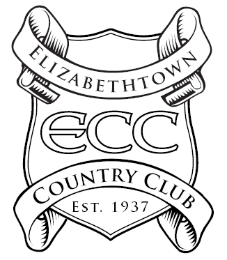 ELIZABETHTOWN
ECC
COUNTRY CLUB
EST. 1937